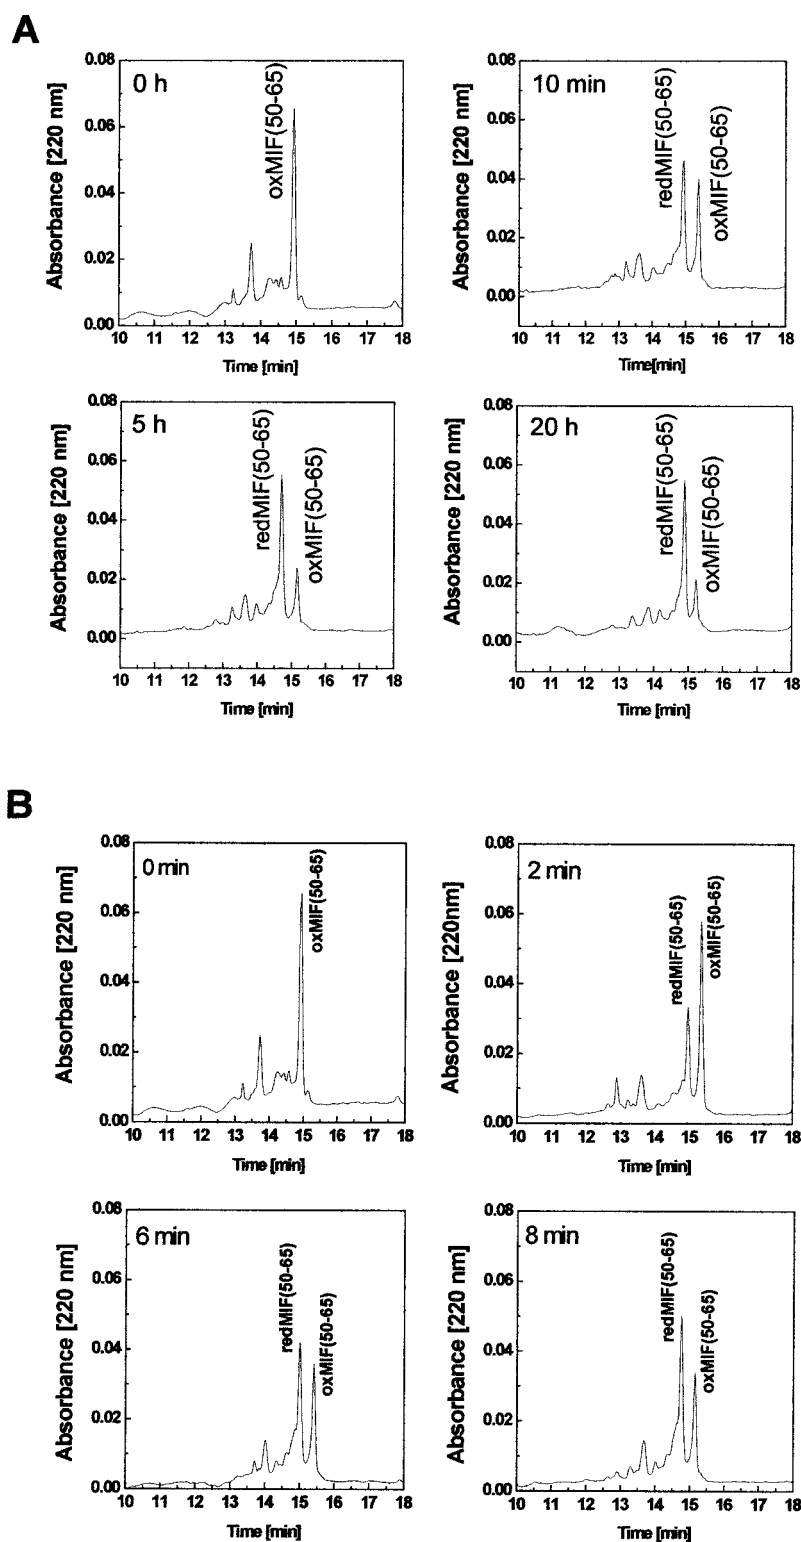 A
0 h
oxMIF(50-65)
Absorbance [220 nm]
0.08
0.06
0.04
0.02
0.00
10 11 12 13 14 15 16 17 18
Time [min]
10 min
redMIF(50-65)
oxMIF(50-65)
Absorbance [220 nm]
0.08
0.06
0.04
0.02
0.00
10 11 12 13 14 15 16 17 18
Time[min]
5 h
redMIF(50-65)
oxMIF(50-65)
Absorbance [220 nm]
0.08
0.06
0.04
0.02
0.00
10 11 12 13 14 15 16 17 18
Time [min]
20 h
redMIF(50-65)
oxMIF(50-65)
Absorbance [220 nm]
0.08
0.06
0.04
0.02
0.00
10 11 12 13 14 15 16 17 18
Time [min]
B
0 min
oxMIF(50-65)
Absorbance [220 nm]
0.08
0.06
0.04
0.02
0.00
10 11 12 13 14 15 16 17 18
Time [min]
2 min
redMIF(50-65)
oxMIF(50-65)
Absorbance [220nm]
0.08
0.06
0.04
0.02
0.00
10 11 12 13 14 15 16 17 18
Time [min]
6 min
redMIF(50-65)
oxMIF(50-65)
Absorbance [220 nm]
0.08
0.06
0.04
0.02
0.00
10 11 12 13 14 15 16 17 18
Time [min]
8 min
redMIF(50-65)
oxMIF(50-65)
Absorbance [220 nm]
0.08
0.06
0.04
0.02
0.00
10 11 12 13 14 15 16 17 18
Time [min]